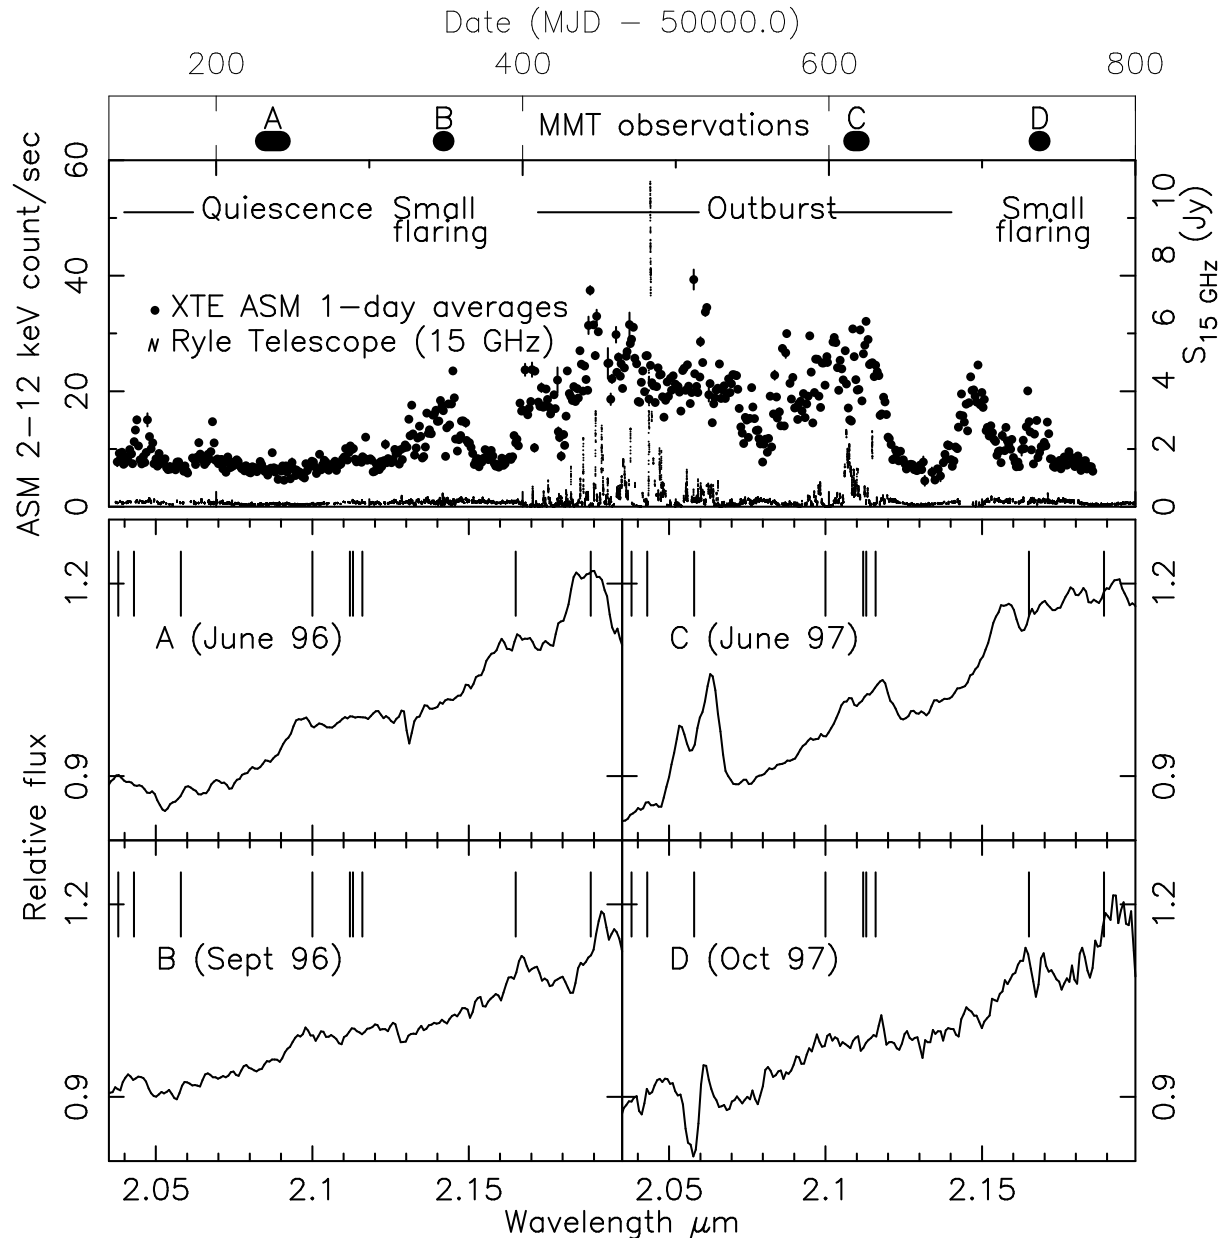 Date (MJD − 50000.0)
200 400 600 800
A B MMT observations C D
60 10
Quiescence Small Outburst Small
flaring flaring
8
40
XTE ASM 1−day averages
6
Ryle Telescope (15 GHz)
20 4
2
0 0
ASM 2−12 keV count/sec
S15 GHz (Jy)
1.2 1.2
A (June 96) C (June 97)
0.9 0.9
Relative flux
1.2 1.2
B (Sept 96) D (Oct 97)
0.9 0.9
2.05 2.1 2.15 2.05 2.1 2.15
Wavelength μm